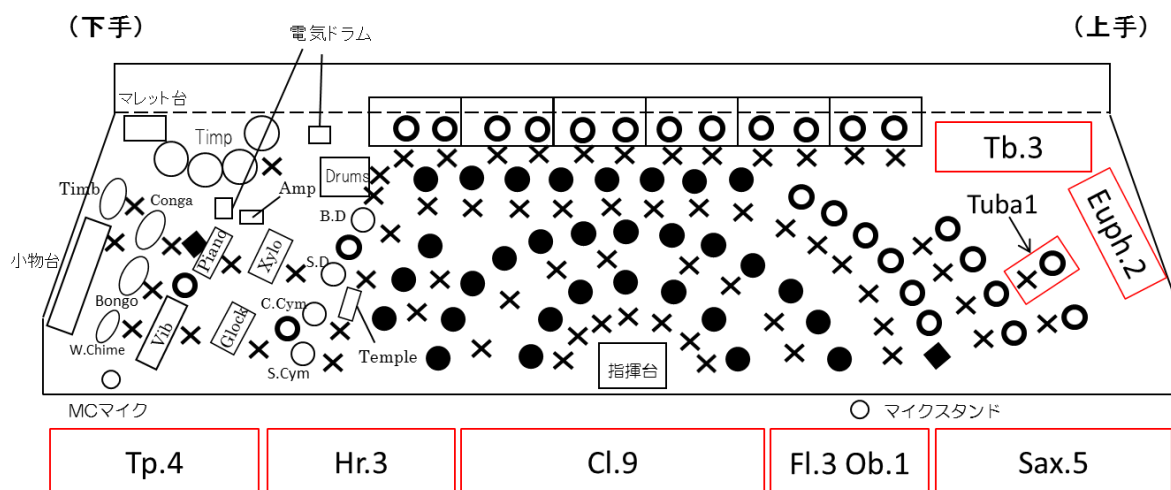 (下手)
(上手)
電気ドラム
マレット台
Timp
Tb.3
Drums
Timb
Amp
Conga
Euph.2
B.D
Tuba1
小物台
Piand
Xylo
S.D
Bongo
C.Cym
Vib
Glock
W.Chime
Temple
S.Cym
指揮台
MCマイク
マイクスタンド
Tp.4
Hr.3
Cl.9
Fl.3 Ob.1
Sax.5